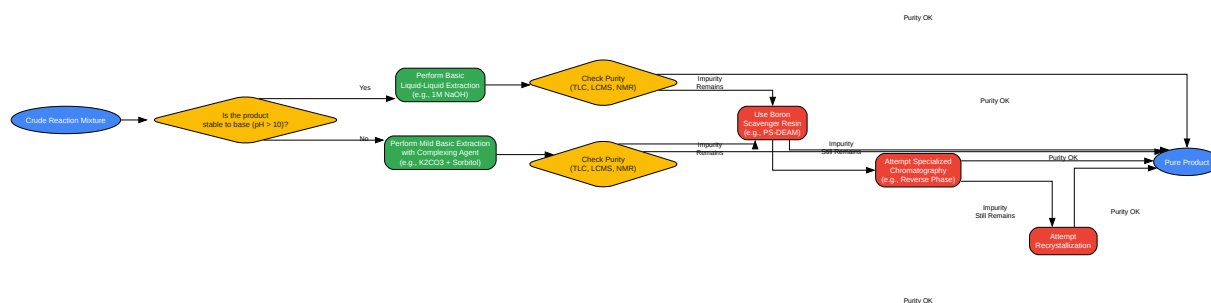 Purity OK
Crude Reaction Mixture
Is the product
stable to base (pH > 10)?
Yes
No
Perform Basic
Liquid-Liquid Extraction
(e.g., 1M NaOH)
Perform Mild Basic Extraction
with Complexing Agent
(e.g., K2CO3 + Sorbitol)
Check Purity
(TLC, LCMS, NMR)
Check Purity
(TLC, LCMS, NMR)
Impurity
Remains
Impurity
Remains
Use Boron
Scavenger Resin
(e.g., PS-DEAM)
Purity OK
Impurity
Still Remains
Attempt Specialized
Chromatography
(e.g., Reverse Phase)
Purity OK
Pure Product
Impurity
Still Remains
Purity OK
Attempt
Recrystallization
Purity OK